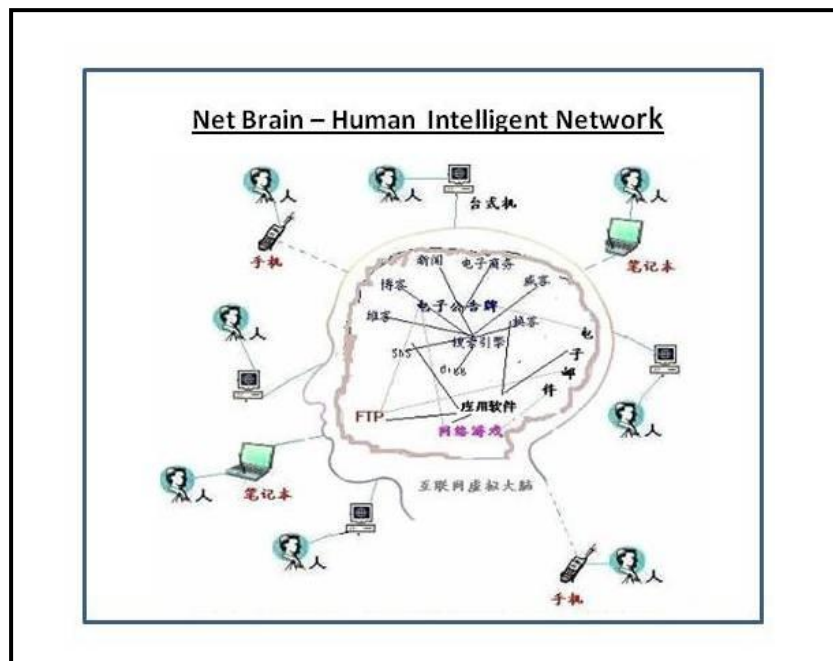 Net Brain – Human Intelligent Network
人
人
人
台式机
手机
笔记本
新闻
电子商务
博客
威客
电子公告牌
维客
换客
搜索引擎
电子邮件
SNS
digg
人
人
应用软件
FTP
网络游戏
互联网虚拟大脑
人
笔记本
人
人
手机